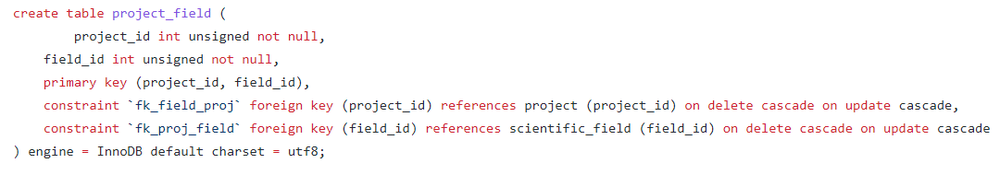 create table project_field (
        project_id int unsigned not null,
    field_id int unsigned not null,
    primary key (project_id, field_id),
    constraint `fk_field_proj` foreign key (project_id) references project (project_id) on delete cascade on update cascade,
    constraint `fk_proj_field` foreign key (field_id) references scientific_field (field_id) on delete cascade on update cascade
) engine = InnoDB default charset = utf8;